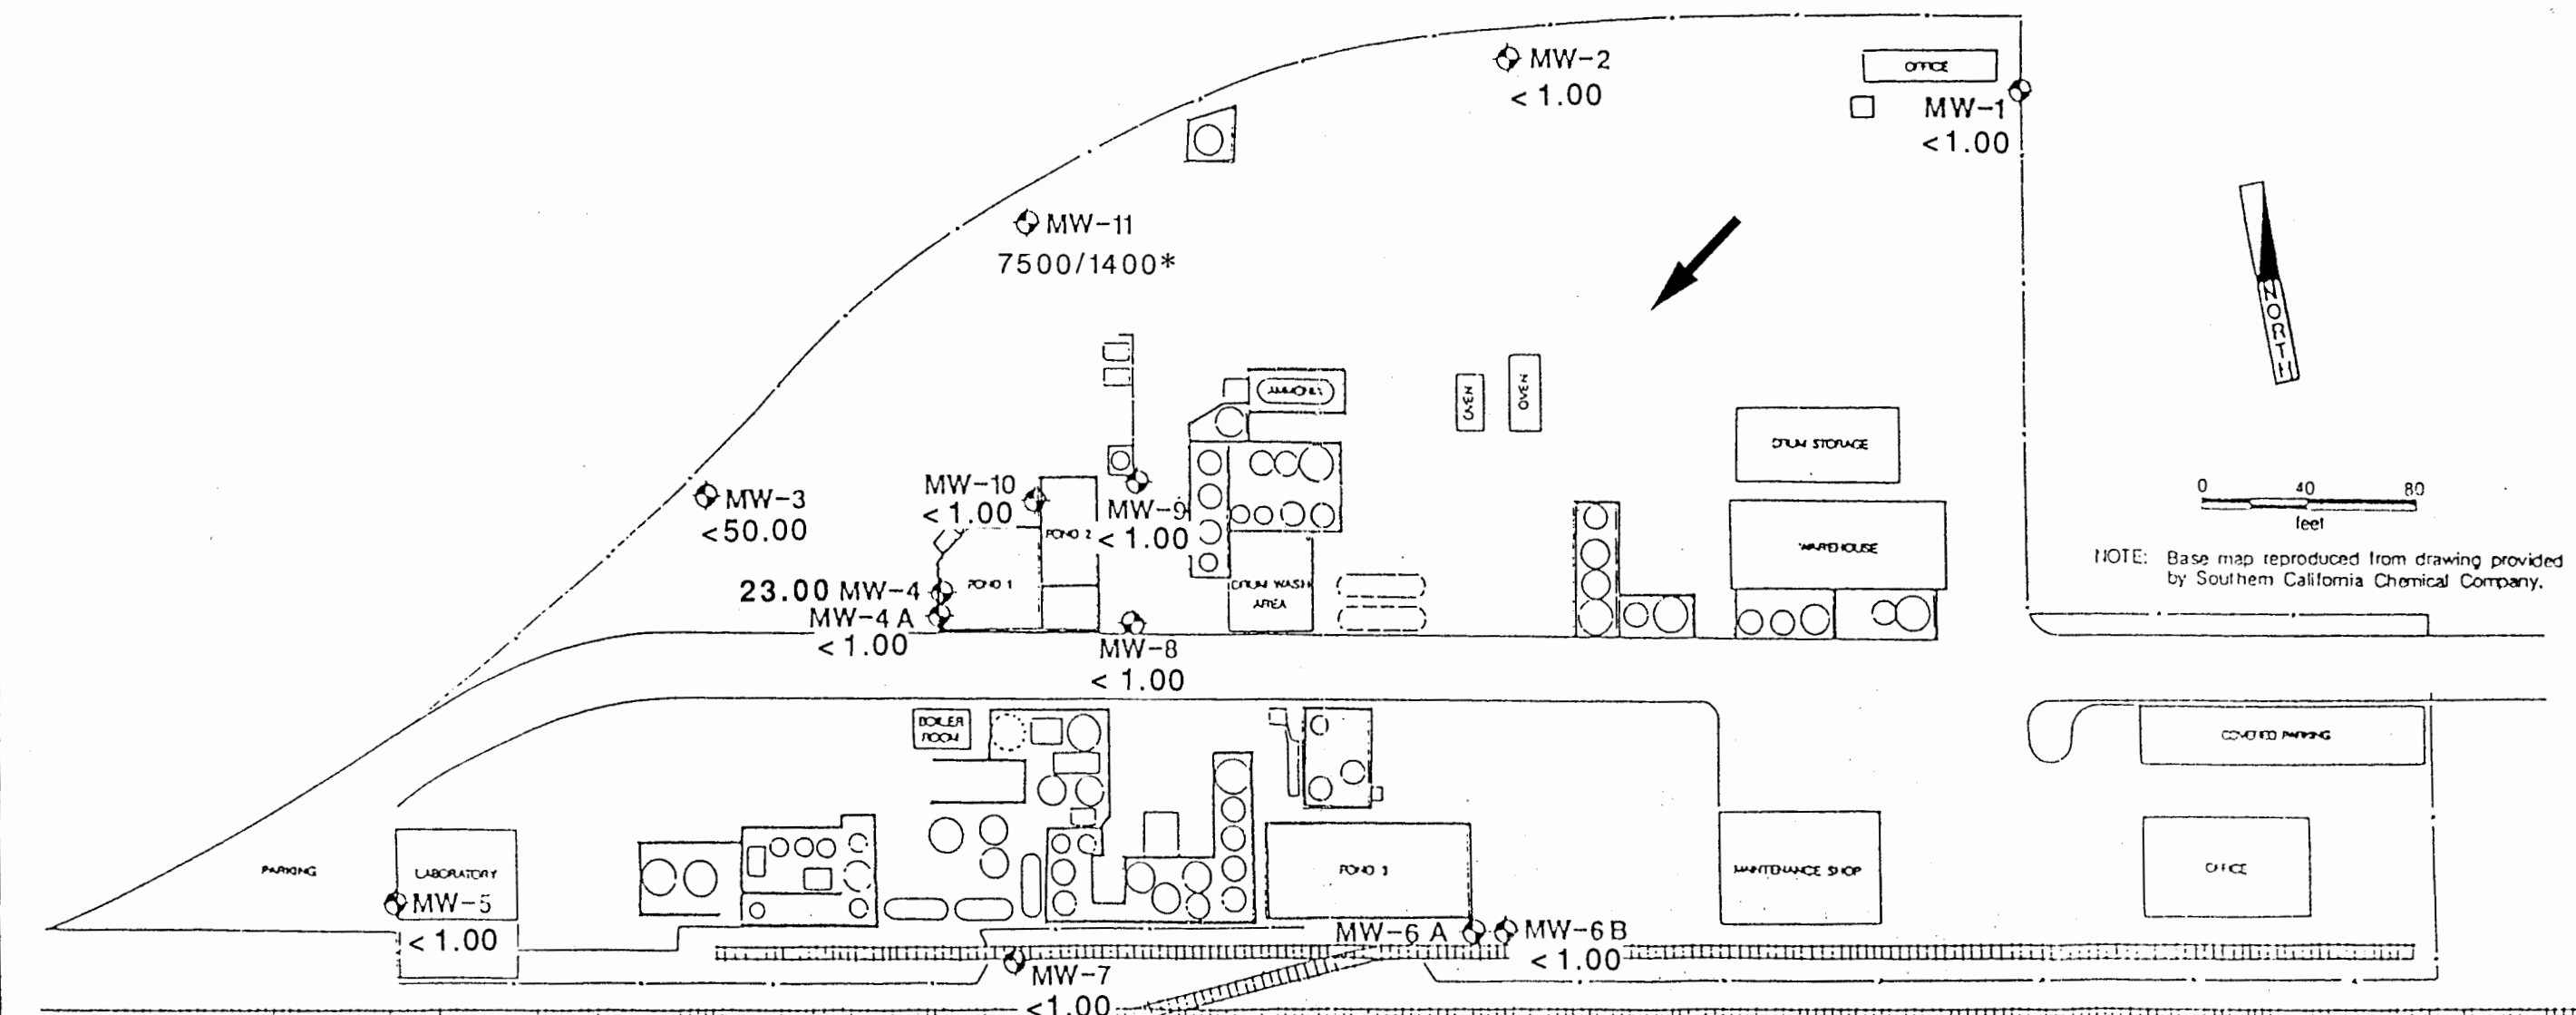 MW-2
< 1.00
OFFICE
MW-1
<1.00
MW-11
7500/1400*
NORTH
AMMONIA
OVEN
OVEN
DRUM STORAGE
MW-3
<50.00
MW-10
< 1.00
MW-9
< 1.00
POND 2
WAREHOUSE
0 40 80
feet
NOTE: Base map reproduced from drawing provided
by Southern California Chemical Company.
23.00 MW-4
POND 1
DRUM WASH
AREA
MW-4 A
< 1.00
MW-8
< 1.00
BOILER
ROOM
COVERED PARKING
PARKING
LABORATORY
POND 3
MAINTENANCE SHOP
OFFICE
MW-5
< 1.00
MW-6 A
MW-6 B
< 1.00
MW-7
<1.00